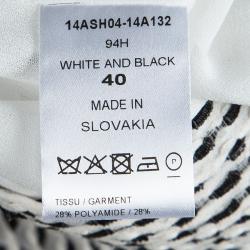 14ASH04-14A132
94H
WHITE AND BLACK
40
MADE IN
SLOVAKIA
P
TISSU / GARMENT
28% POLYAMIDE / 28%